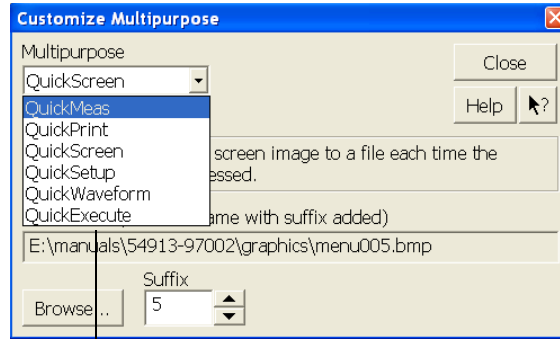 Customize Multipurpose
Multipurpose
Close
QuickScreen
Help ?
QuickMeas
QuickPrint
QuickScreen
screen image to a file each time the
QuickSetup
essed.
QuickWaveform
QuickExecute
ame with suffix added)
E:\manuals\54913-97002\graphics\menu005.bmp
Suffix
Browse...
5